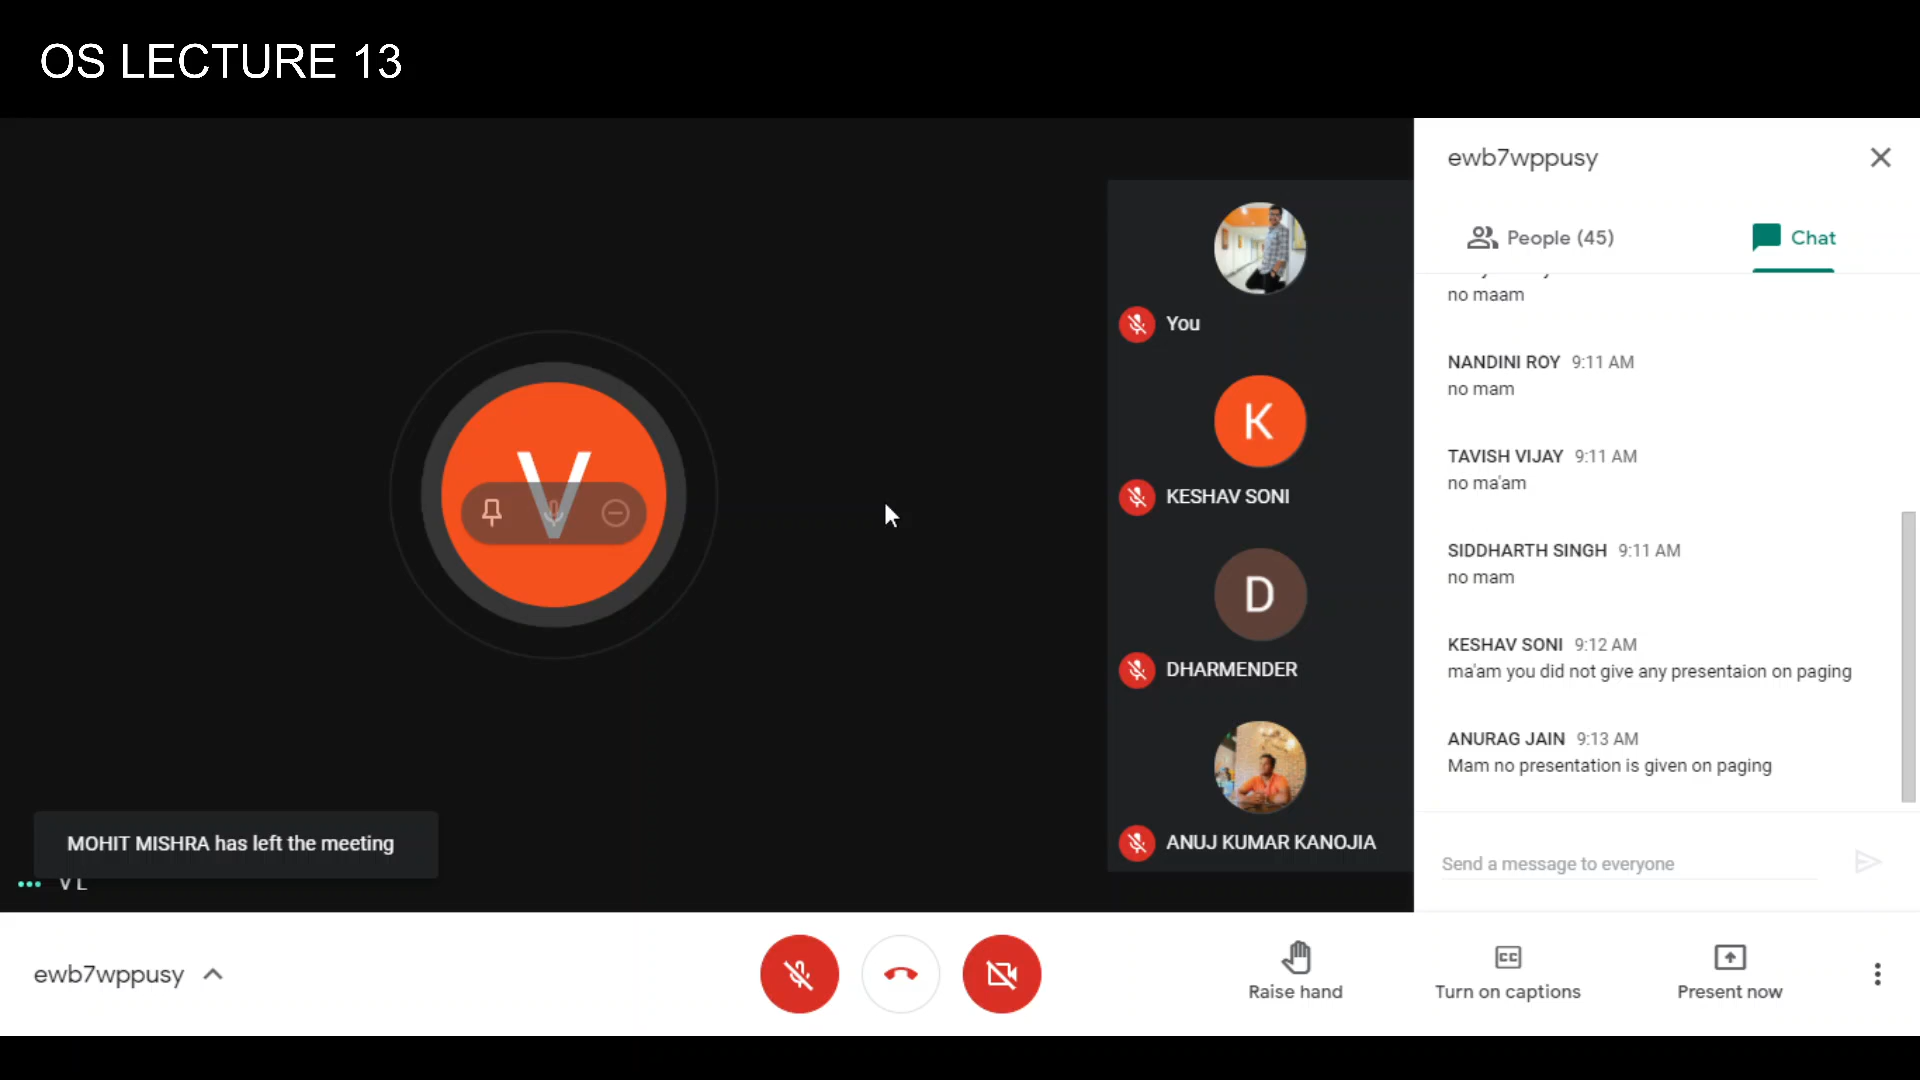 OS LECTURE 13
ewb7wppusy
People (45)
Chat
no maam
NANDINI ROY 9:11 AM
no mam
TAVISH VIJAY 9:11 AM
no ma'am
SIDDHARTH SINGH 9:11 AM
no mam
KESHAV SONI 9:12 AM
ma'am you did not give any presentaion on paging
ANURAG JAIN 9:13 AM
Mam no presentation is given on paging
Send a message to everyone
V
You
K
KESHAV SONI
D
DHARMENDER
ANUJ KUMAR KANOJIA
MOHIT MISHRA has left the meeting
ewb7wppusy
Raise hand
CC
Turn on captions
Present now